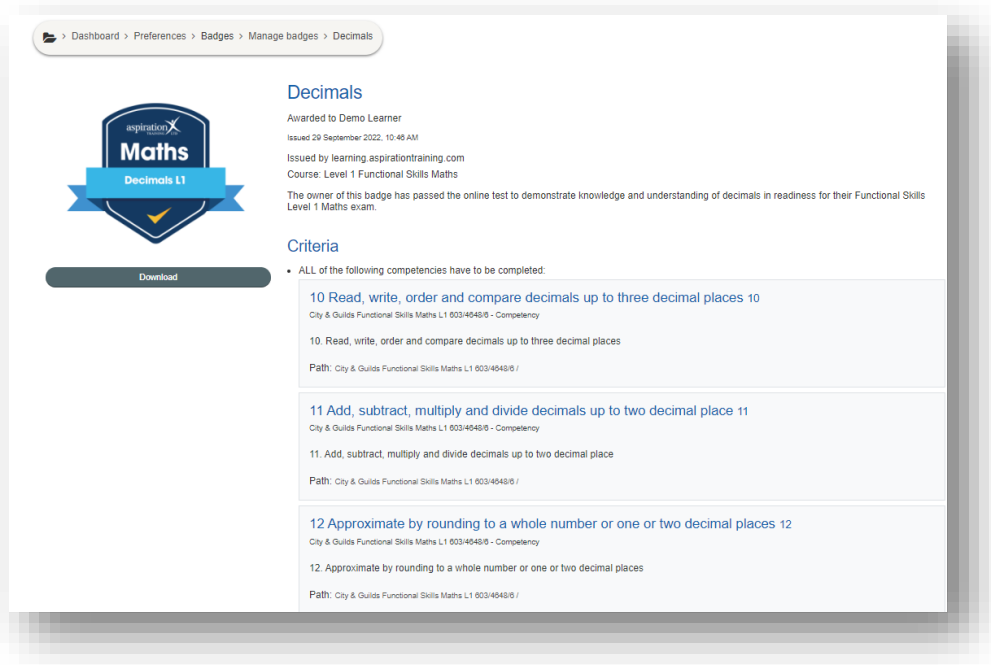 > Dashboard > Preferences > Badges > Manage badges > Decimals
aspiration
Maths
Decimals L1
Download
Decimals
Awarded to Demo Learner
Issued 29 September 2022, 10:46 AM
Issued by learning.aspirationtraining.com
Course: Level 1 Functional Skills Maths
The owner of this badge has passed the online test to demonstrate knowledge and understanding of decimals in readiness for their Functional Skills
Level 1 Maths exam.
Criteria
• ALL of the following competencies have to be completed:
10 Read, write, order and compare decimals up to three decimal places 10
City & Guilds Functional Skills Maths L1 603/4648/6 - Competency
10. Read, write, order and compare decimals up to three decimal places
Path: City & Guilds Functional Skills Maths L1 603/4648/6 /
11 Add, subtract, multiply and divide decimals up to two decimal place 11
City & Guilds Functional Skills Maths L1 603/4648/6 - Competency
11. Add, subtract, multiply and divide decimals up to two decimal place
Path: City & Guilds Functional Skills Maths L1 603/4648/6 /
12 Approximate by rounding to a whole number or one or two decimal places 12
City & Guilds Functional Skills Maths L1 603/4648/6 - Competency
12. Approximate by rounding to a whole number or one or two decimal places
Path: City & Guilds Functional Skills Maths L1 603/4648/6 /